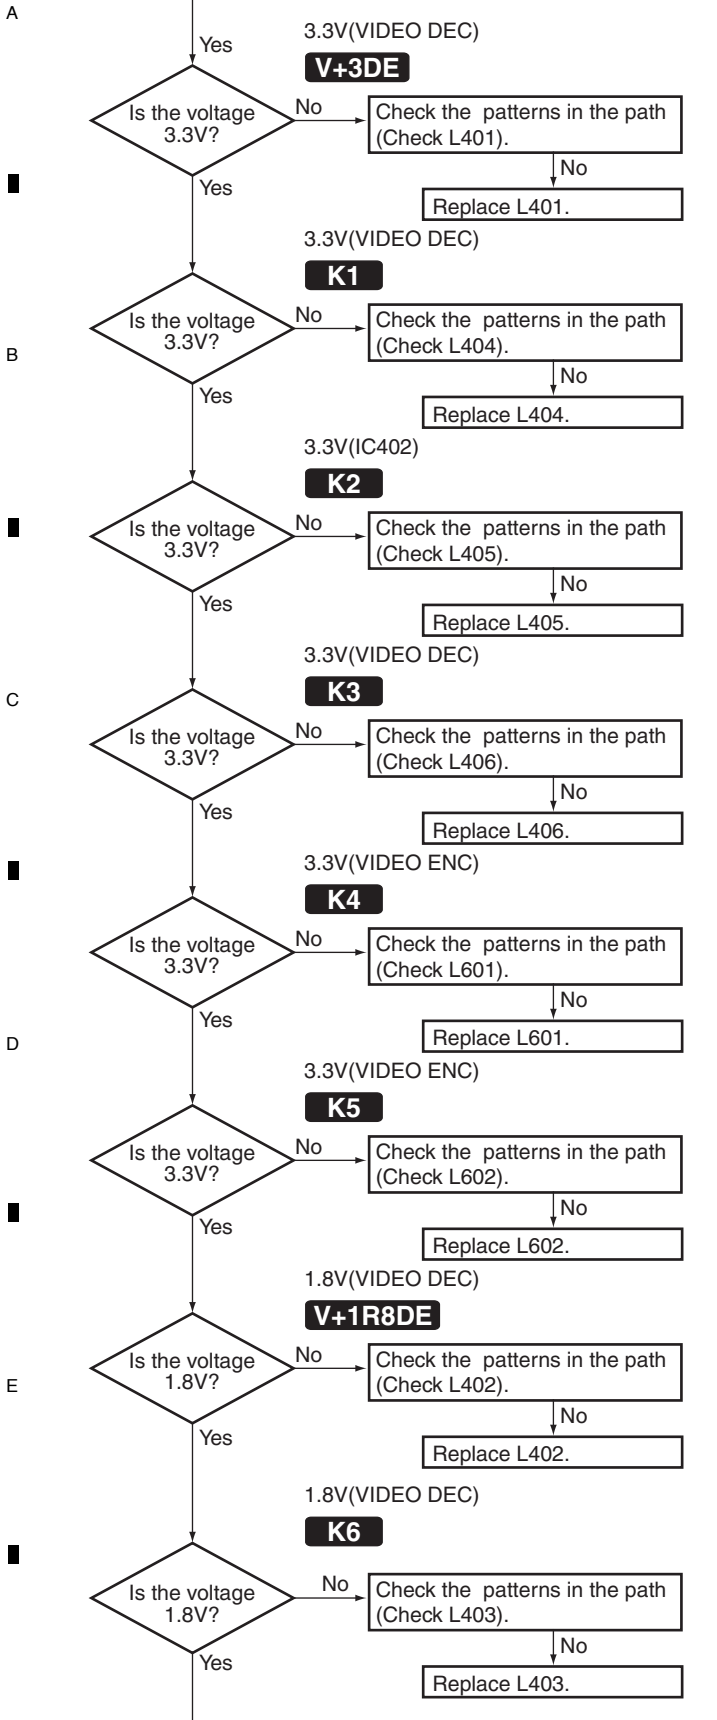 A
Yes
3.3V(VIDEO DEC)
V+3DE
Is the voltage
3.3V?
No
Check the patterns in the path
(Check L401).
No
Replace L401.
Yes
3.3V(VIDEO DEC)
K1
Is the voltage
3.3V?
No
Check the patterns in the path
(Check L404).
B
No
Replace L404.
Yes
3.3V(IC402)
K2
Is the voltage
3.3V?
No
Check the patterns in the path
(Check L405).
No
Replace L405.
Yes
3.3V(VIDEO DEC)
K3
C
Is the voltage
3.3V?
No
Check the patterns in the path
(Check L406).
No
Replace L406.
Yes
3.3V(VIDEO ENC)
K4
Is the voltage
3.3V?
No
Check the patterns in the path
(Check L601).
No
Replace L601.
Yes
D
3.3V(VIDEO ENC)
K5
Is the voltage
3.3V?
No
Check the patterns in the path
(Check L602).
No
Replace L602.
Yes
1.8V(VIDEO DEC)
V+1R8DE
Is the voltage
1.8V?
No
Check the patterns in the path
(Check L402).
E
No
Replace L402.
Yes
1.8V(VIDEO DEC)
K6
Is the voltage
1.8V?
No
Check the patterns in the path
(Check L403).
No
Replace L403.
Yes